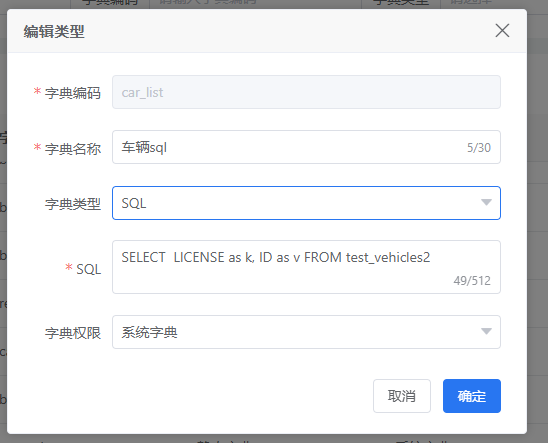 编辑类型
* 字典编码 car_list
* 字典名称 车辆sql 5/30
字典类型 SQL
* SQL SELECT  LICENSE as k, ID as v FROM test_vehicles2
49/512
字典权限 系统字典
取消 确定